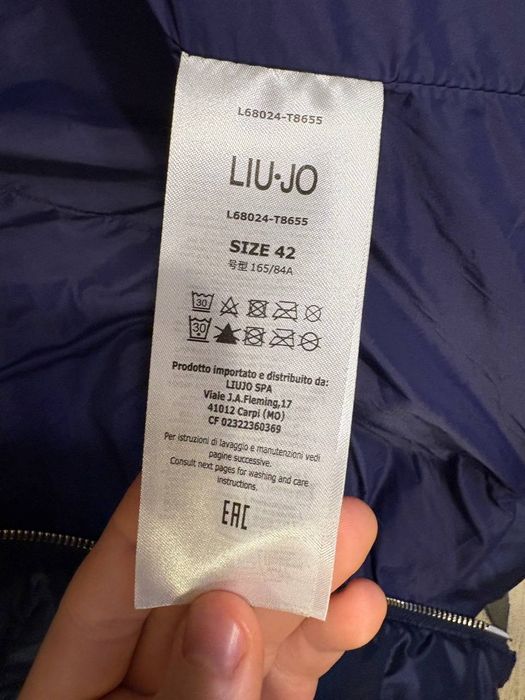 L68024-T8655
LIU·JO
L68024-T8655
SIZE 42
号型 165/84A
30
30
Prodotto importato e distribuito da:
LIUJO SPA
Viale J.A.Fleming,17
41012 Carpi (MO)
CF 02322360369
Per istruzioni di lavaggio e manutenzioni vedi
pagine successive.
Consult next pages for washing and care
instructions.
EAC